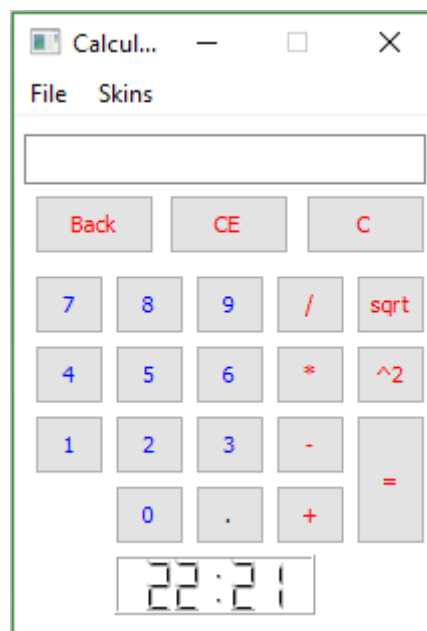 Calcul...
File Skins
Back CE C
7 8 9 / sqrt
4 5 6 * ^2
1 2 3 -
=
0 . +
22:21